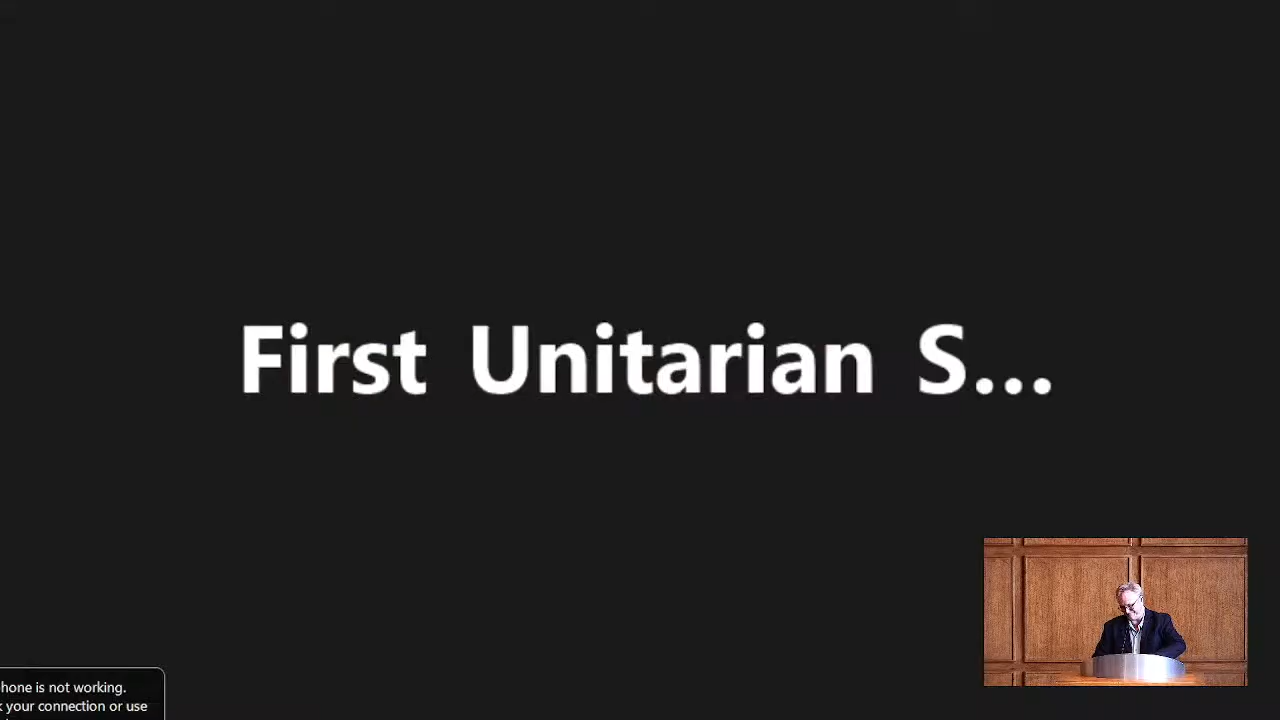 First Unitarian S...
hone is not working.
your connection or use